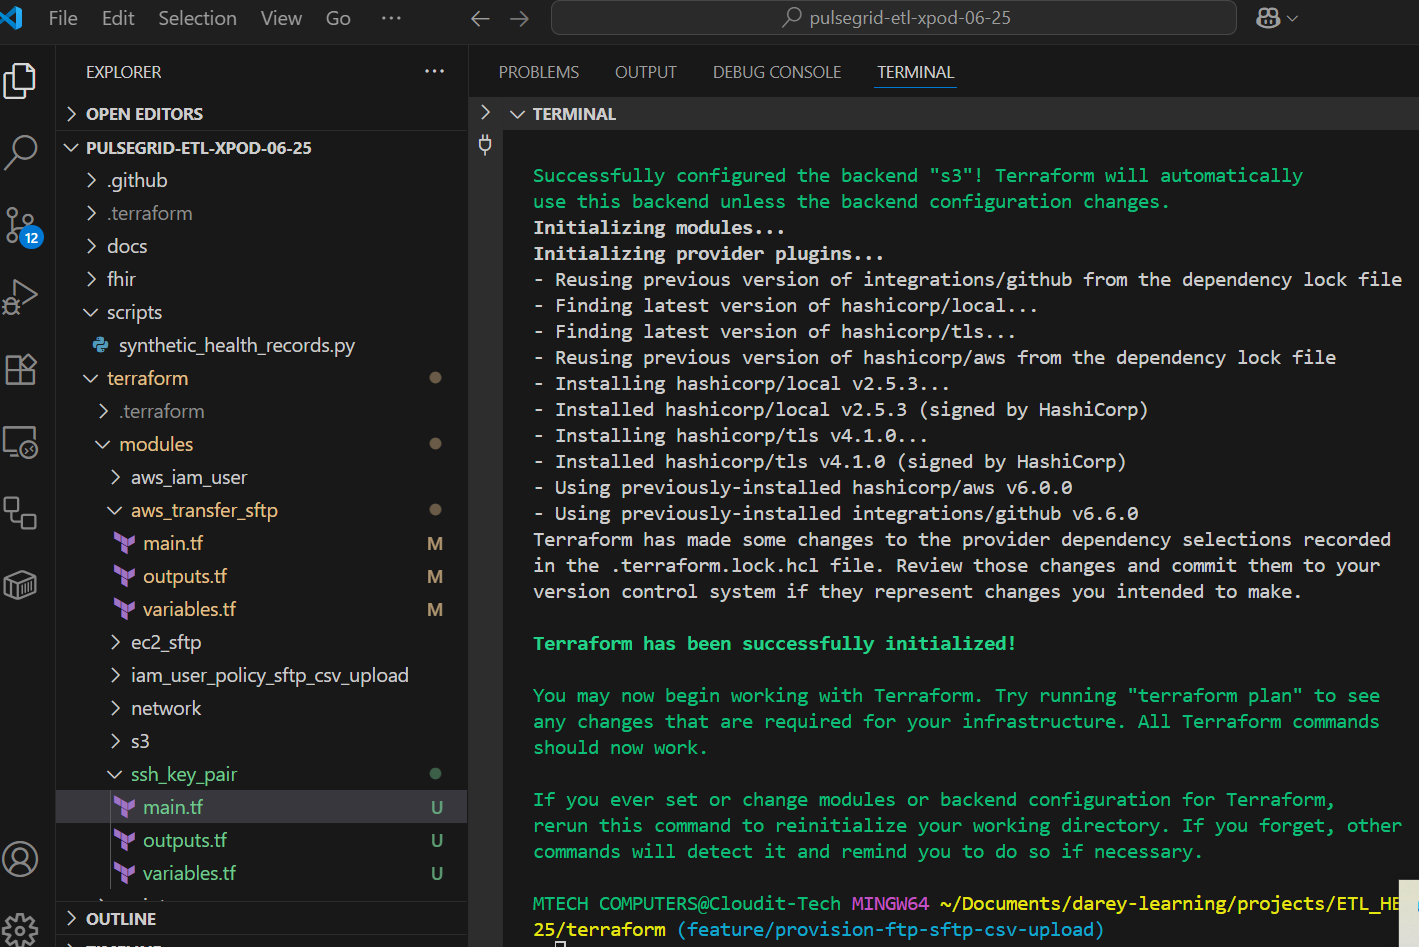 File Edit Selection View Go ···
pulsegrid-etl-xpod-06-25
EXPLORER
OPEN EDITORS
PULSEGRID-ETL-XPOD-06-25
.github
.terraform
12
docs
fhir
scripts
synthetic_health_records.py
terraform
.terraform
modules
aws_iam_user
aws_transfer_sftp
main.tf M
outputs.tf M
variables.tf M
ec2_sftp
iam_user_policy_sftp_csv_upload
network
s3
ssh_key_pair
main.tf U
outputs.tf U
variables.tf U
OUTLINE
TIMELINE
PROBLEMS OUTPUT DEBUG CONSOLE TERMINAL
TERMINAL
Successfully configured the backend "s3"! Terraform will automatically
use this backend unless the backend configuration changes.
Initializing modules...
Initializing provider plugins...
- Reusing previous version of integrations/github from the dependency lock file
- Finding latest version of hashicorp/local...
- Finding latest version of hashicorp/tls...
- Reusing previous version of hashicorp/aws from the dependency lock file
- Installing hashicorp/local v2.5.3...
- Installed hashicorp/local v2.5.3 (signed by HashiCorp)
- Installing hashicorp/tls v4.1.0...
- Installed hashicorp/tls v4.1.0 (signed by HashiCorp)
- Using previously-installed hashicorp/aws v6.0.0
- Using previously-installed integrations/github v6.6.0
Terraform has made some changes to the provider dependency selections recorded
in the .terraform.lock.hcl file. Review those changes and commit them to your
version control system if they represent changes you intended to make.
Terraform has been successfully initialized!
You may now begin working with Terraform. Try running "terraform plan" to see
any changes that are required for your infrastructure. All Terraform commands
should now work.
If you ever set or change modules or backend configuration for Terraform,
rerun this command to reinitialize your working directory. If you forget, other
commands will detect it and remind you to do so if necessary.
MTECH COMPUTERS@Cloudit-Tech MINGW64 ~/Documents/darey-learning/projects/ETL_HE
25/terraform (feature/provision-ftp-sftp-csv-upload)